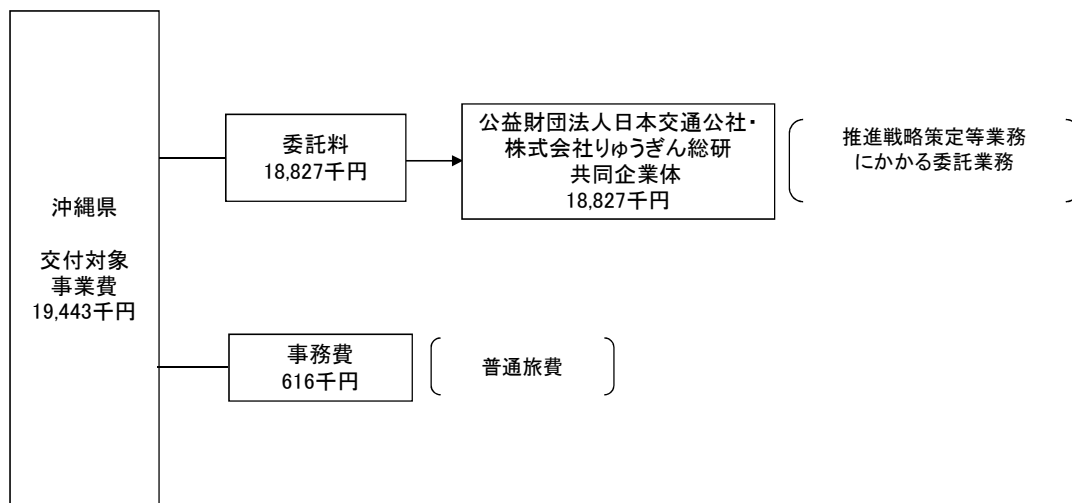 沖縄県
交付対象
事業費
19,443千円
委託料
18,827千円
公益財団法人日本交通公社・
株式会社りゅうぎん総研
共同企業体
18,827千円
推進戦略策定等業務
にかかる委託業務
事務費
616千円
普通旅費